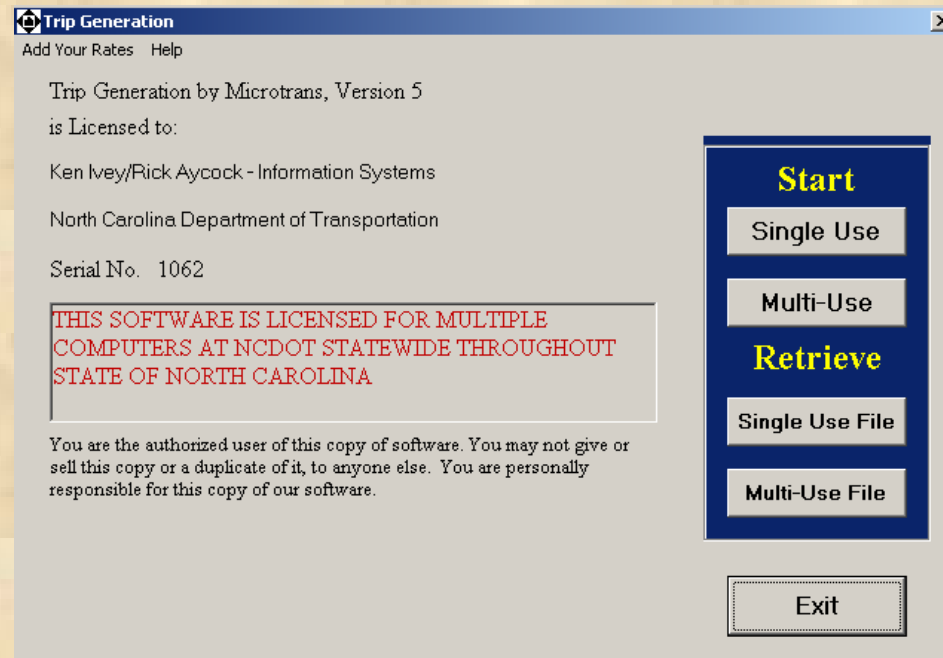 Trip Generation
Add Your Rates Help
Trip Generation by Microtrans, Version 5
is Licensed to:
Ken Ivey/Rick Aycock - Information Systems
North Carolina Department of Transportation
Serial No. 1062
THIS SOFTWARE IS LICENSED FOR MULTIPLE
COMPUTERS AT NCDOT STATEWIDE THROUGHOUT
STATE OF NORTH CAROLINA
You are the authorized user of this copy of software. You may not give or
sell this copy or a duplicate of it, to anyone else. You are personally
responsible for this copy of our software.
Start
Single Use
Multi-Use
Retrieve
Single Use File
Multi-Use File
Exit